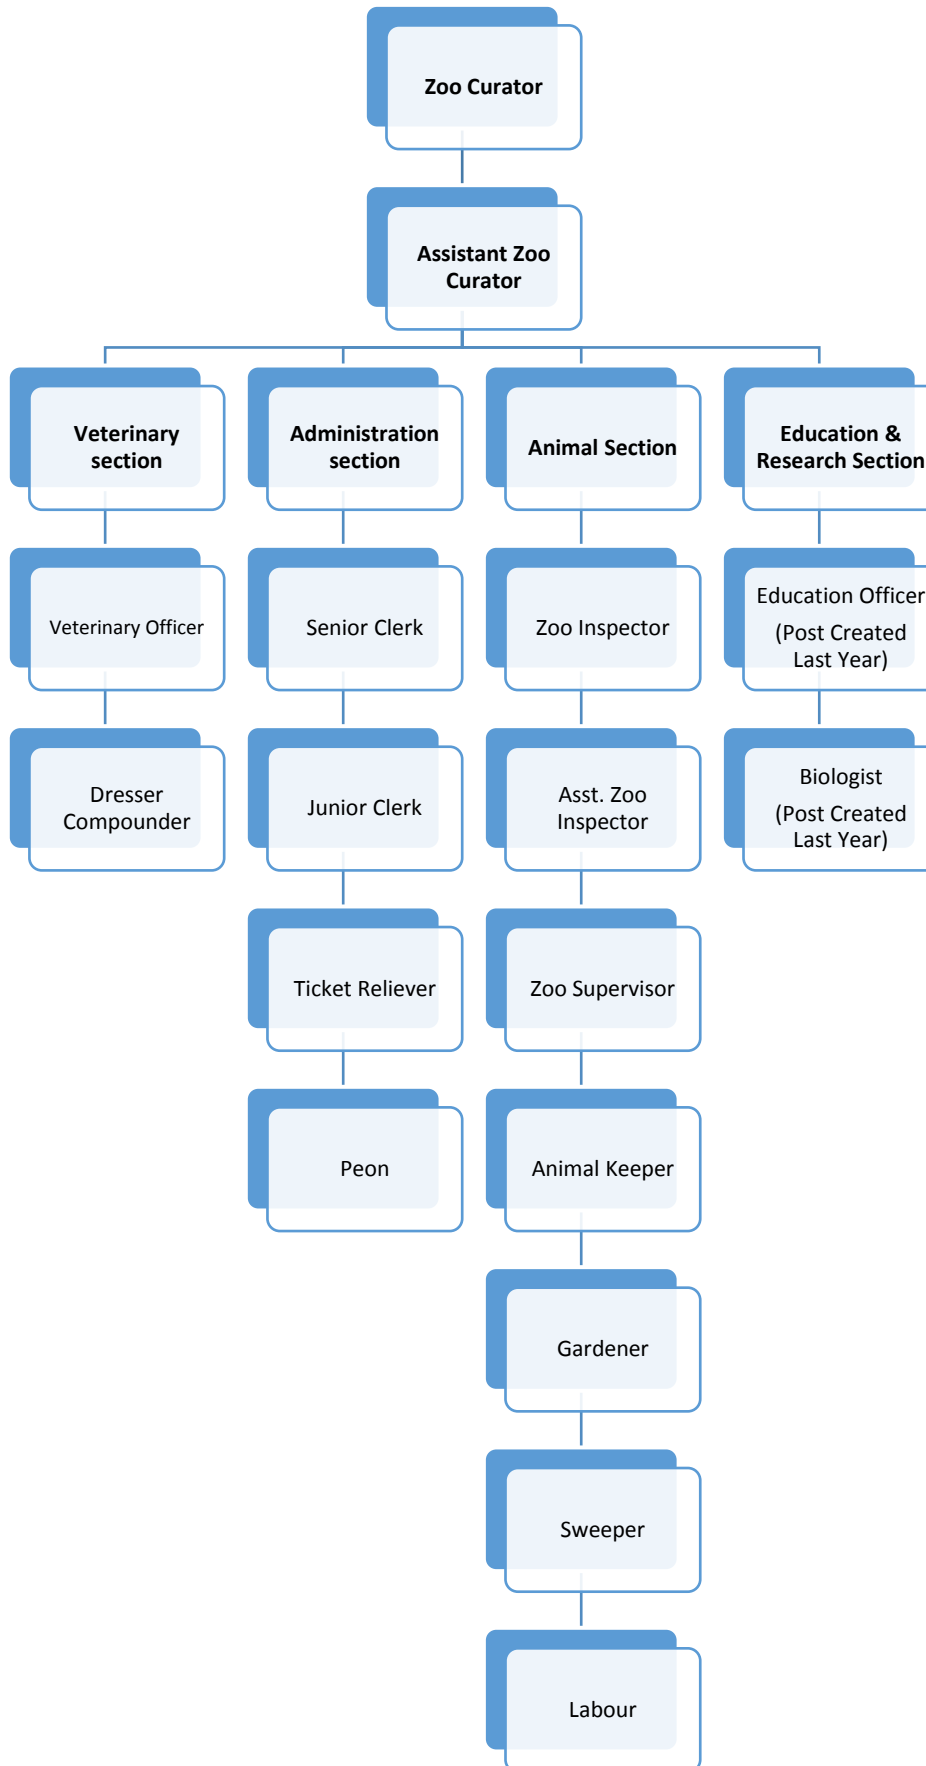 Zoo Curator
Assistant Zoo
Curator
Veterinary
section
Administration
section
Animal Section
Education &
Research Section
Veterinary Officer
Senior Clerk
Zoo Inspector
Education Officer
(Post Created
Last Year)
Dresser
Compounder
Junior Clerk
Asst. Zoo
Inspector
Biologist
(Post Created
Last Year)
Ticket Reliever
Zoo Supervisor
Peon
Animal Keeper
Gardener
Sweeper
Labour